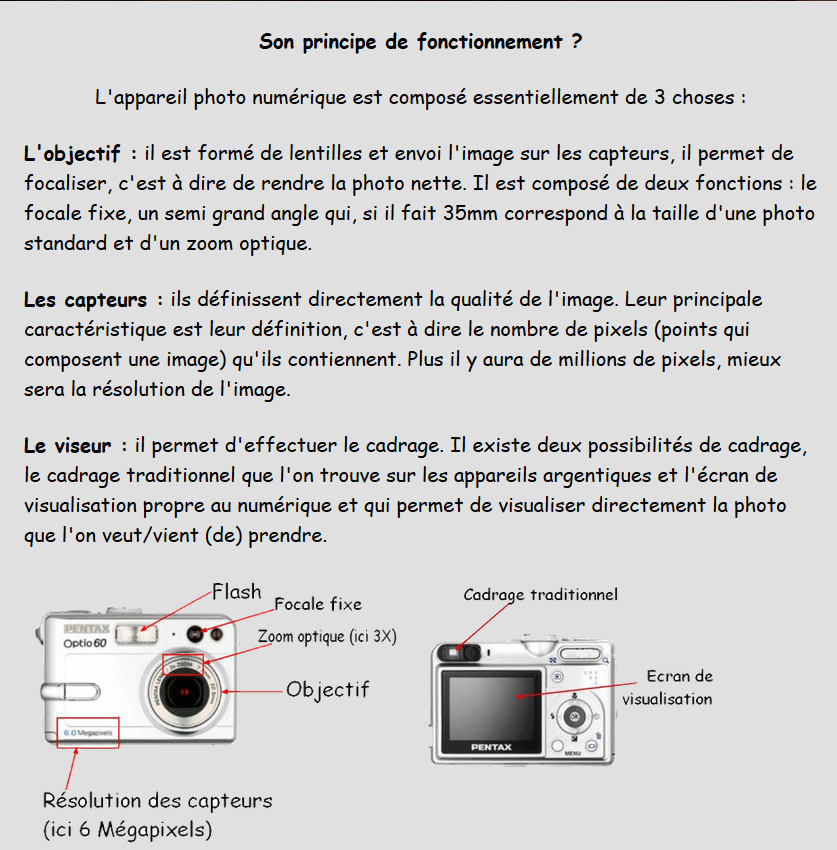 Son principe de fonctionnement ?
L'appareil photo numérique est composé essentiellement de 3 choses :
L'objectif : il est formé de lentilles et envoi l'image sur les capteurs, il permet de
focaliser, c'est à dire de rendre la photo nette. Il est composé de deux fonctions : le
focale fixe, un semi grand angle qui, si il fait 35mm correspond à la taille d'une photo
standard et d'un zoom optique.
Les capteurs : ils définissent directement la qualité de l'image. Leur principale
caractéristique est leur définition, c'est à dire le nombre de pixels (points qui
composent une image) qu'ils contiennent. Plus il y aura de millions de pixels, mieux
sera la résolution de l'image.
Le viseur : il permet d'effectuer le cadrage. Il existe deux possibilités de cadrage,
le cadrage traditionnel que l'on trouve sur les appareils argentiques et l'écran de
visualisation propre au numérique et qui permet de visualiser directement la photo
que l'on veut/vient (de) prendre.
Flash
Focale fixe
Zoom optique (ici 3X)
Objectif
PENTAX
Optio 60
3x ZOOM
PENTAX LENS
6.0 Megapixels
Résolution des capteurs
(ici 6 Mégapixels)
Cadrage traditionnel
Ecran de
visualisation
OK
MENU
PENTAX